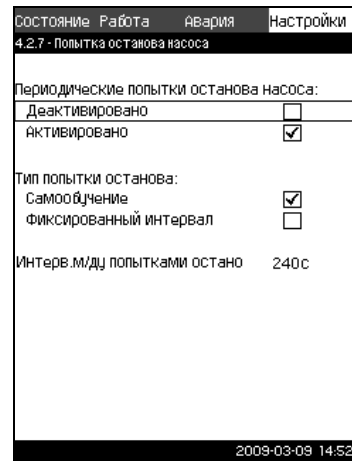 Состояние Работа Авария Настройки
4.2.7 - Попытка останова насоса
Периодические попытки останова насоса:
Деактивировано
Активировано
Тип попытки останова:
Самообучение
Фиксированный интервал
Интерв.м/ду попытками остано 240с
2009-03-09 14:52